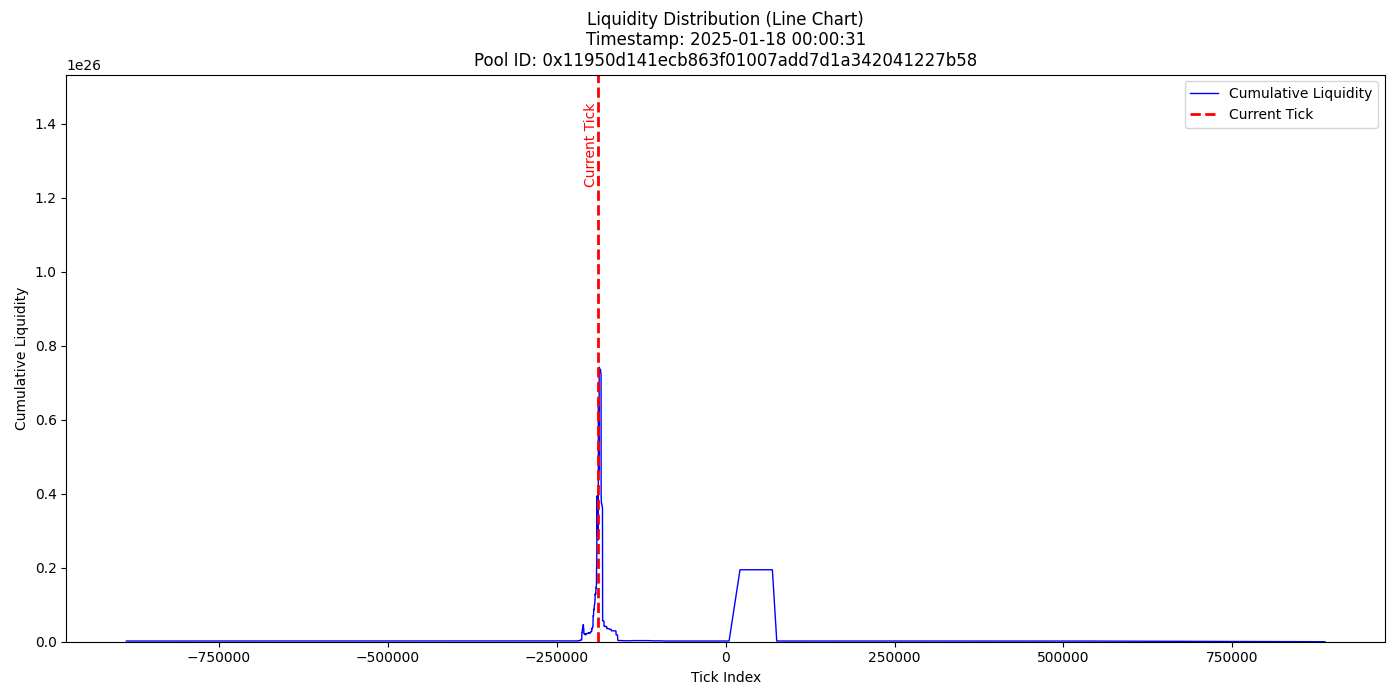 Liquidity Distribution (Line Chart)
Timestamp: 2025-01-18 00:00:31
Pool ID: 0x11950d141ecb863f01007add7d1a342041227b58
1e26
Cumulative Liquidity
Current Tick
Current Tick
1.4
1.2
1.0
0.8
0.6
0.4
0.2
0.0
Cumulative Liquidity
−750000
−500000
−250000
0
250000
500000
750000
Tick Index